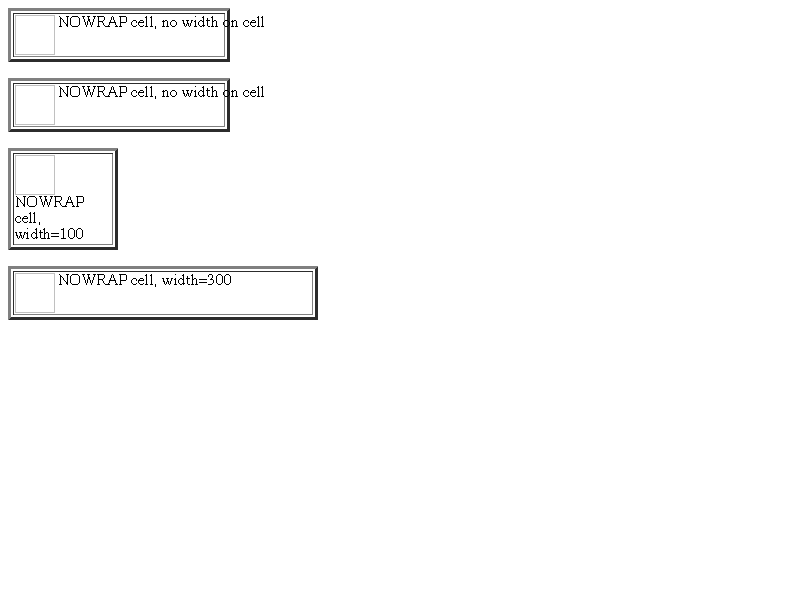 NOWRAP cell, no width on cell
NOWRAP cell, no width on cell
NOWRAP
cell,
width=100
NOWRAP cell, width=300